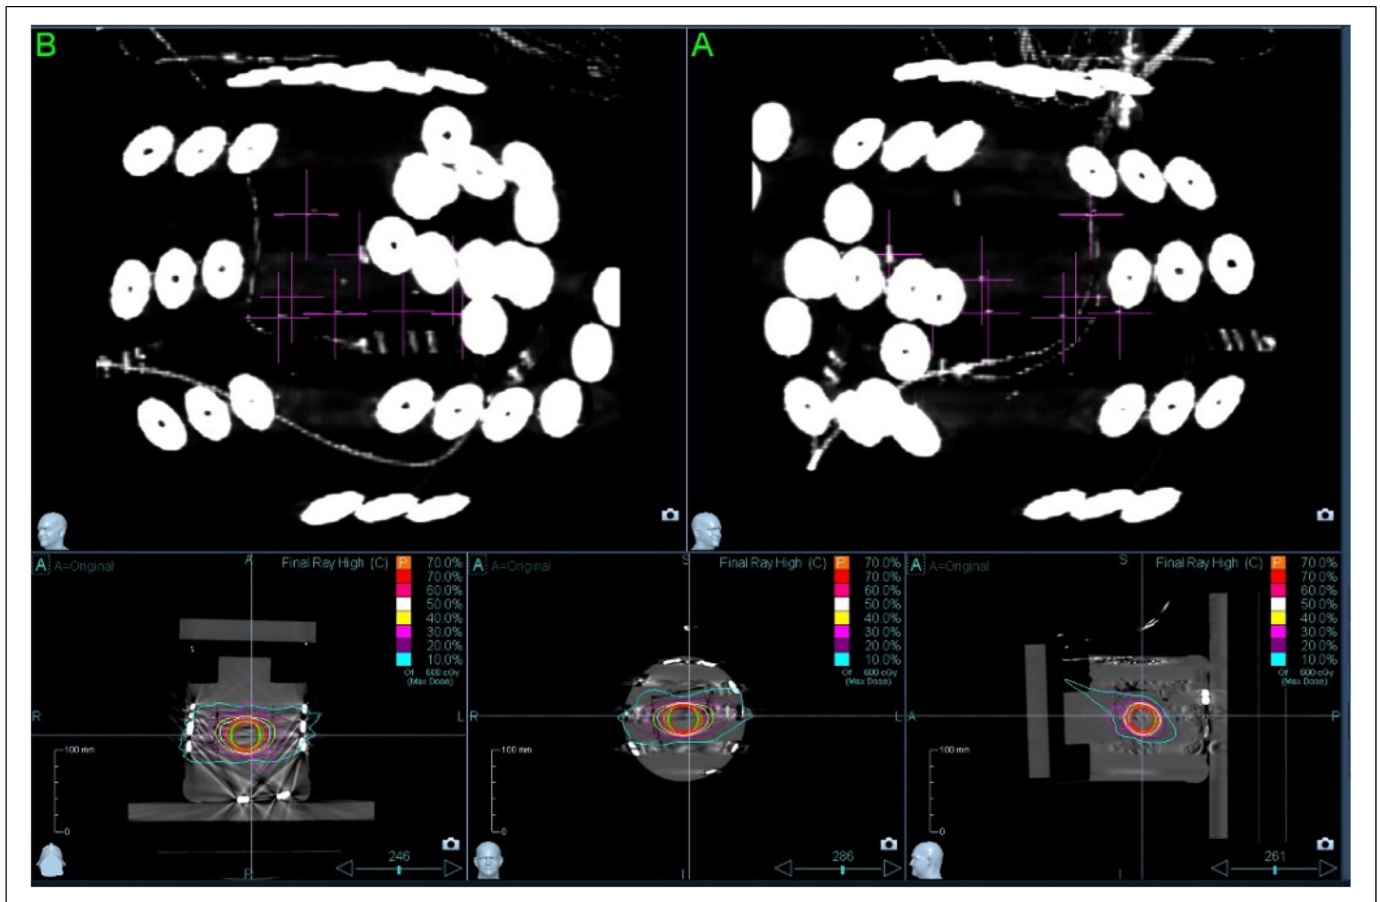 B
A
A A=Original
A
Final Ray High (C)
P 70.0%
70.0%
60.0%
50.0%
40.0%
30.0%
20.0%
10.0%
Of 600 cGy
(Max Dose)
R
L
100 mm
0
P
246
A A=Original
S
Final Ray High (C)
P 70.0%
70.0%
60.0%
50.0%
40.0%
30.0%
20.0%
10.0%
Of 600 cGy
(Max Dose)
R
L
100 mm
0
I
286
A A=Original
S
Final Ray High (C)
P 70.0%
70.0%
60.0%
50.0%
40.0%
30.0%
20.0%
10.0%
Of 600 cGy
(Max Dose)
A
P
100 mm
0
I
261